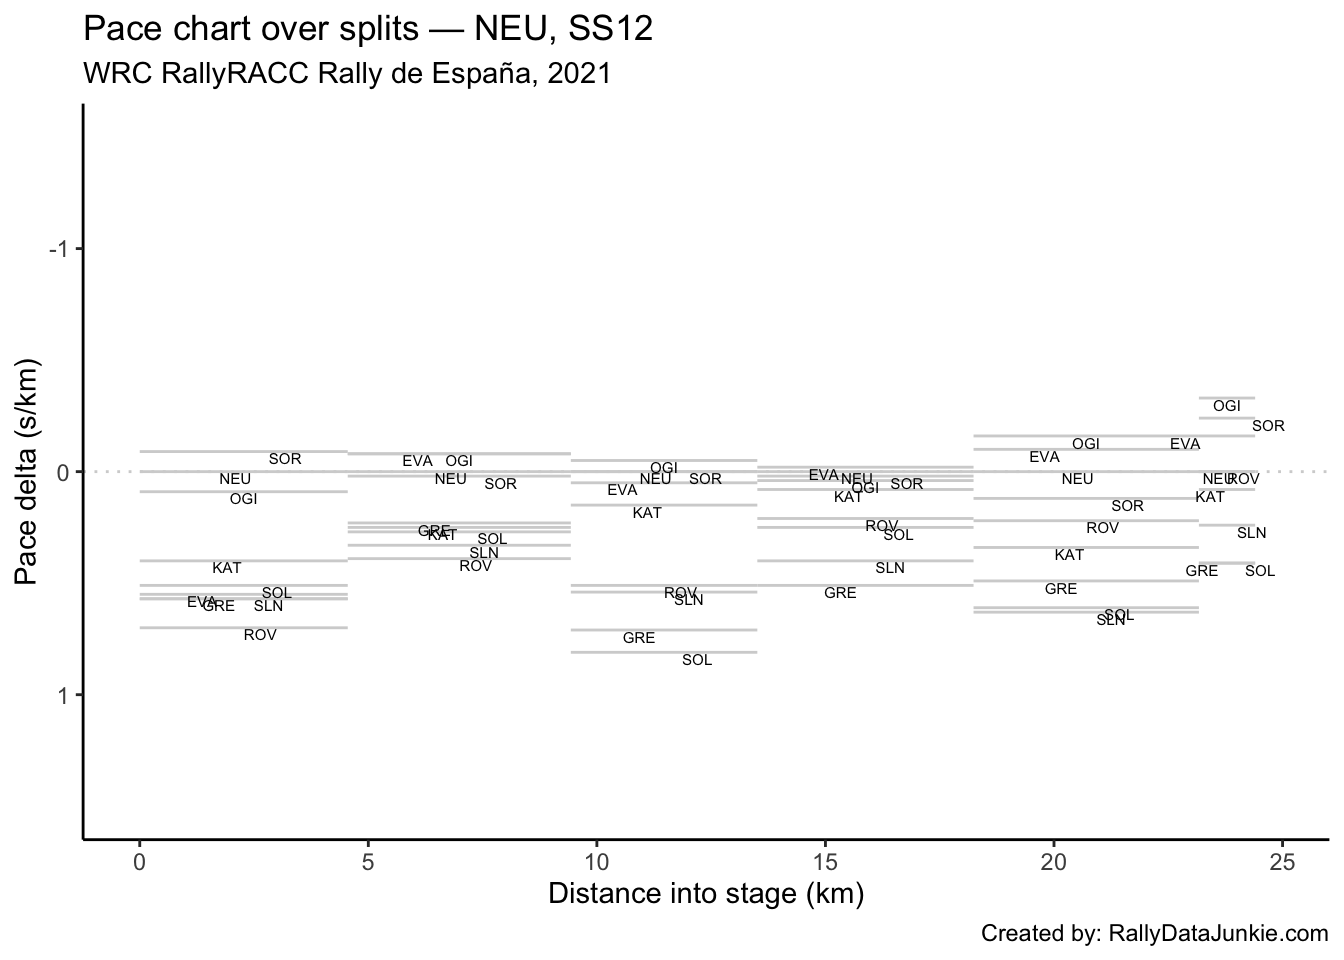 Pace chart over splits — NEU, SS12
WRC RallyRACC Rally de España, 2021
Pace delta (s/km)
-1
0
1
OGI
SOR
SOR
EVA OGI
OGI
EVA
OGI
EVA
EVA
NEU
NEU
SOR
NEU
SOR
NEU
OGI
SOR
NEU
NEU
ROV
OGI
EVA
KAT
SOR
KAT
KAT
GRE
KAT
SOL
ROV
SOL
ROV
SLN
SLN
ROV
KAT
KAT
SLN
GRE
SOL
SOL
EVA
GRE
SLN
ROV
SLN
GRE
GRE
SOL
SLN
ROV
GRE
SOL
0
5
10
15
20
25
Distance into stage (km)
Created by: RallyDataJunkie.com